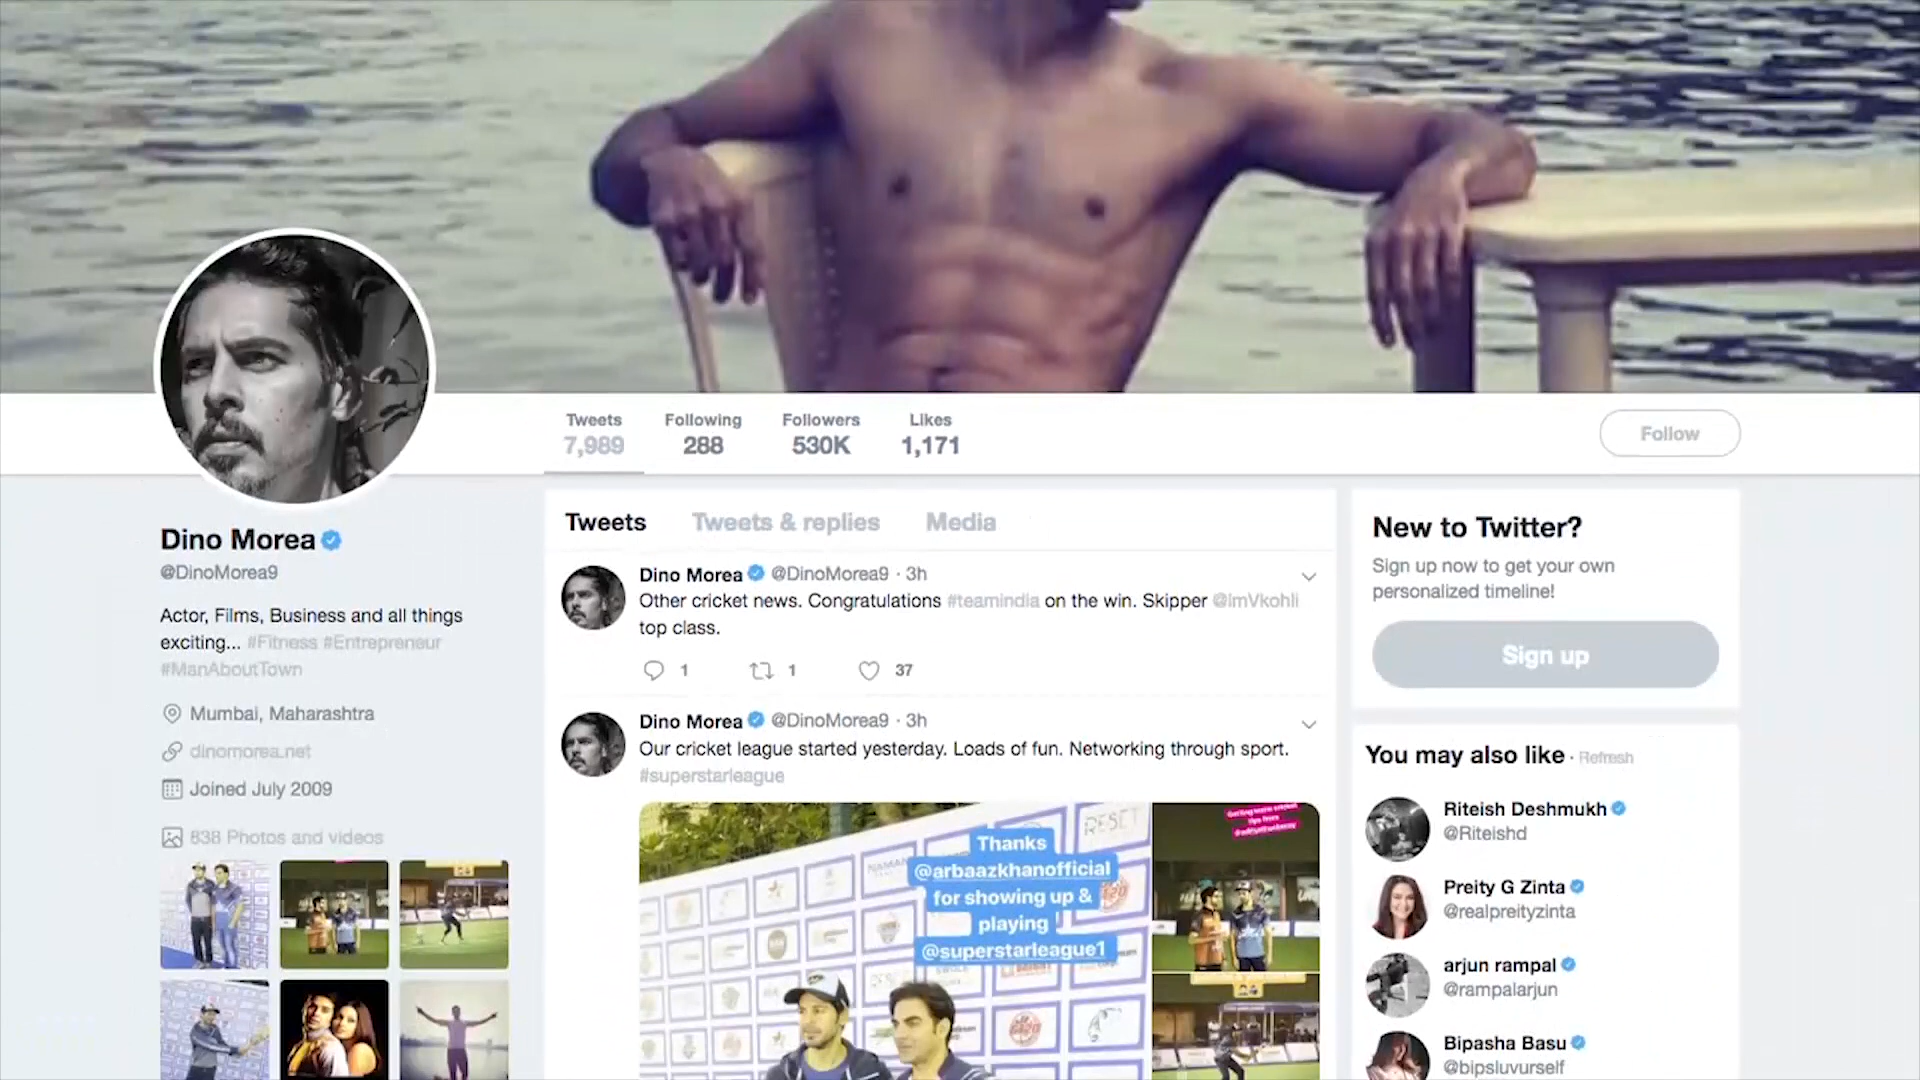 Tweets
7,989
Following
288
Followers
530K
Likes
1,171
Follow
Dino Morea
@DinoMorea9
Actor, Films, Business and all things
exciting... #Fitness #Entrepreneur
#ManAboutTown
Mumbai, Maharashtra
dinomorea.net
Joined July 2009
838 Photos and videos
Tweets
Tweets & replies
Media
Dino Morea @DinoMorea9 · 3h
Other cricket news. Congratulations #teamindia on the win. Skipper @imVkohli
top class.
1
1
37
Dino Morea @DinoMorea9 · 3h
Our cricket league started yesterday. Loads of fun. Networking through sport.
#superstarleague
Thanks
@arbaazkhanofficial
for showing up &
playing
@superstarleague1
RESET
NAMAN
New to Twitter?
Sign up now to get your own
personalized timeline!
Sign up
You may also like · Refresh
Riteish Deshmukh
@Riteishd
Preity G Zinta
@realpreityzinta
arjun rampal
@rampalarjun
Bipasha Basu
@bipsluvurself